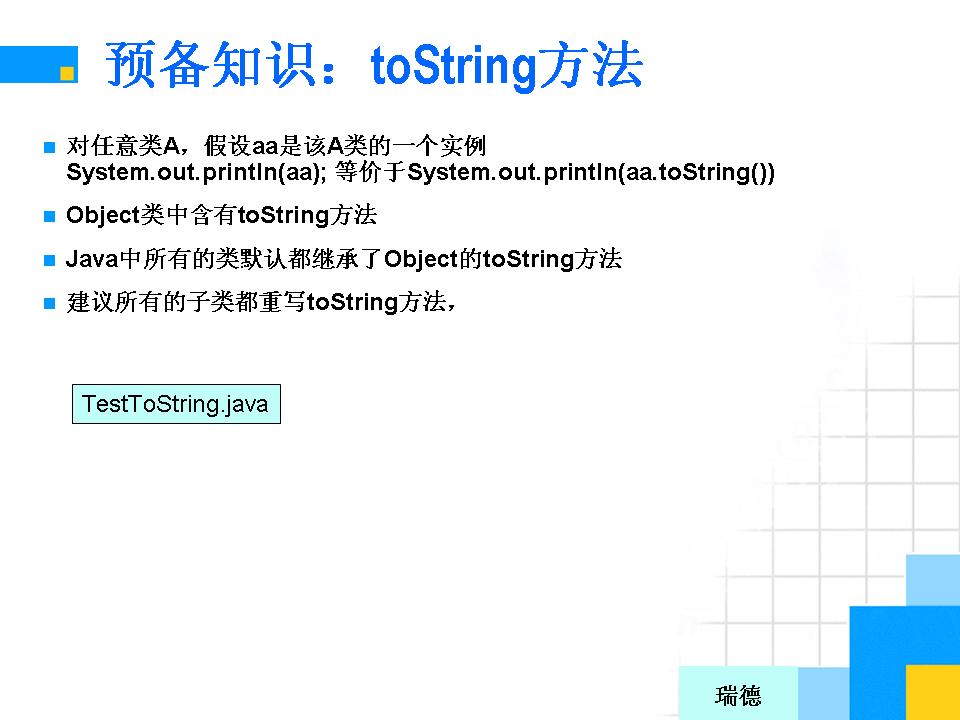 预备知识：toString方法
对任意类A，假设aa是该A类的一个实例
System.out.println(aa); 等价于System.out.println(aa.toString())
Object类中含有toString方法
Java中所有的类默认都继承了Object的toString方法
建议所有的子类都重写toString方法，
TestToString.java
瑞德